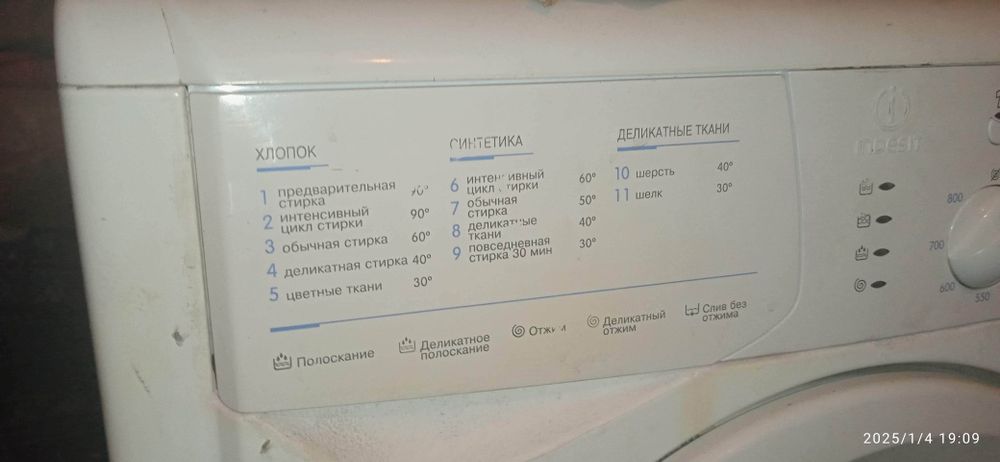 ХЛОПОК
1 предварительная
стирка
2 интенсивный
цикл стирки
90°
3 обычная стирка 60°
4 деликатная стирка 40°
5 цветные ткани 30°
СИНТЕТИКА
6 интенсивный
цикл стирки
60°
7 обычная
стирка
50°
8 деликатные
ткани
40°
9 повседневная
стирка 30 мин
30°
ДЕЛИКАТНЫЕ ТКАНИ
10 шерсть 40°
11 шелк 30°
Полоскание
Деликатное
полоскание
Отжим
Деликатный
отжим
Слив без
отжима
INDESIT
800
700
600
550
2025/1/4 19:09